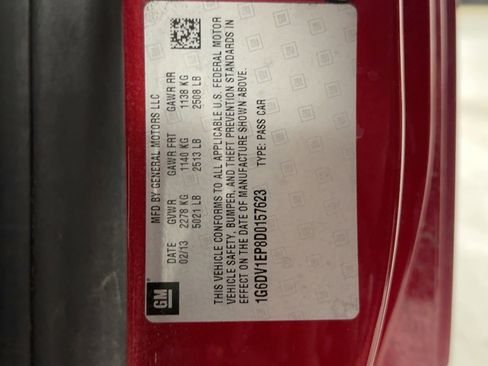 GM
MFD BY GENERAL MOTORS LLC
DATE GVWR GAWR FRT GAWR RR
02/13 2278 KG 1140 KG 1138 KG
5021 LB 2513 LB 2508 LB
THIS VEHICLE CONFORMS TO ALL APPLICABLE U.S. FEDERAL MOTOR
VEHICLE SAFETY, BUMPER, AND THEFT PREVENTION STANDARDS IN
EFFECT ON THE DATE OF MANUFACTURE SHOWN ABOVE.
1G6DV1EP8D0157623 TYPE: PASS CAR